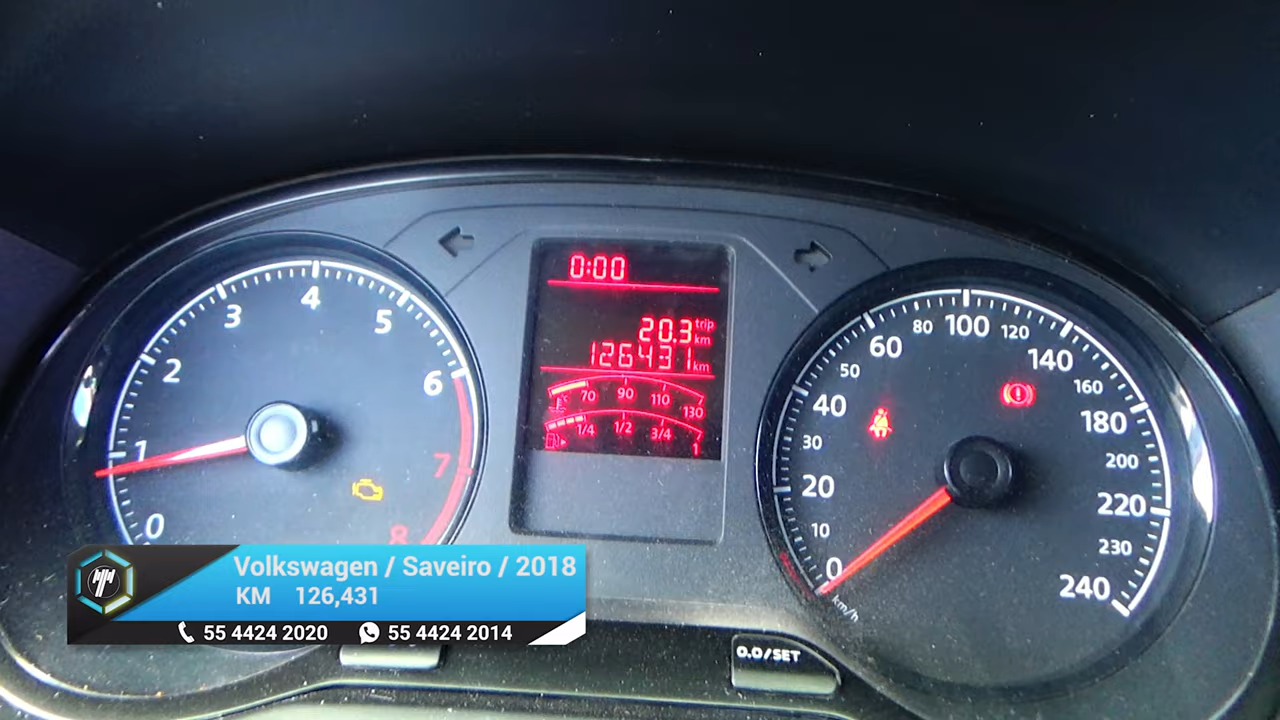 0:00
20.3 trip km
126431 km
70 90 110 130
°C
1/4 1/2 3/4 1
0 1 2 3 4 5 6 7 8
0 10 20 30 40 50 60 80 100 120 140 160 180 200 220 230 240
km/h
0.0/SET
Volkswagen / Saveiro / 2018
KM 126,431
55 4424 2020 55 4424 2014